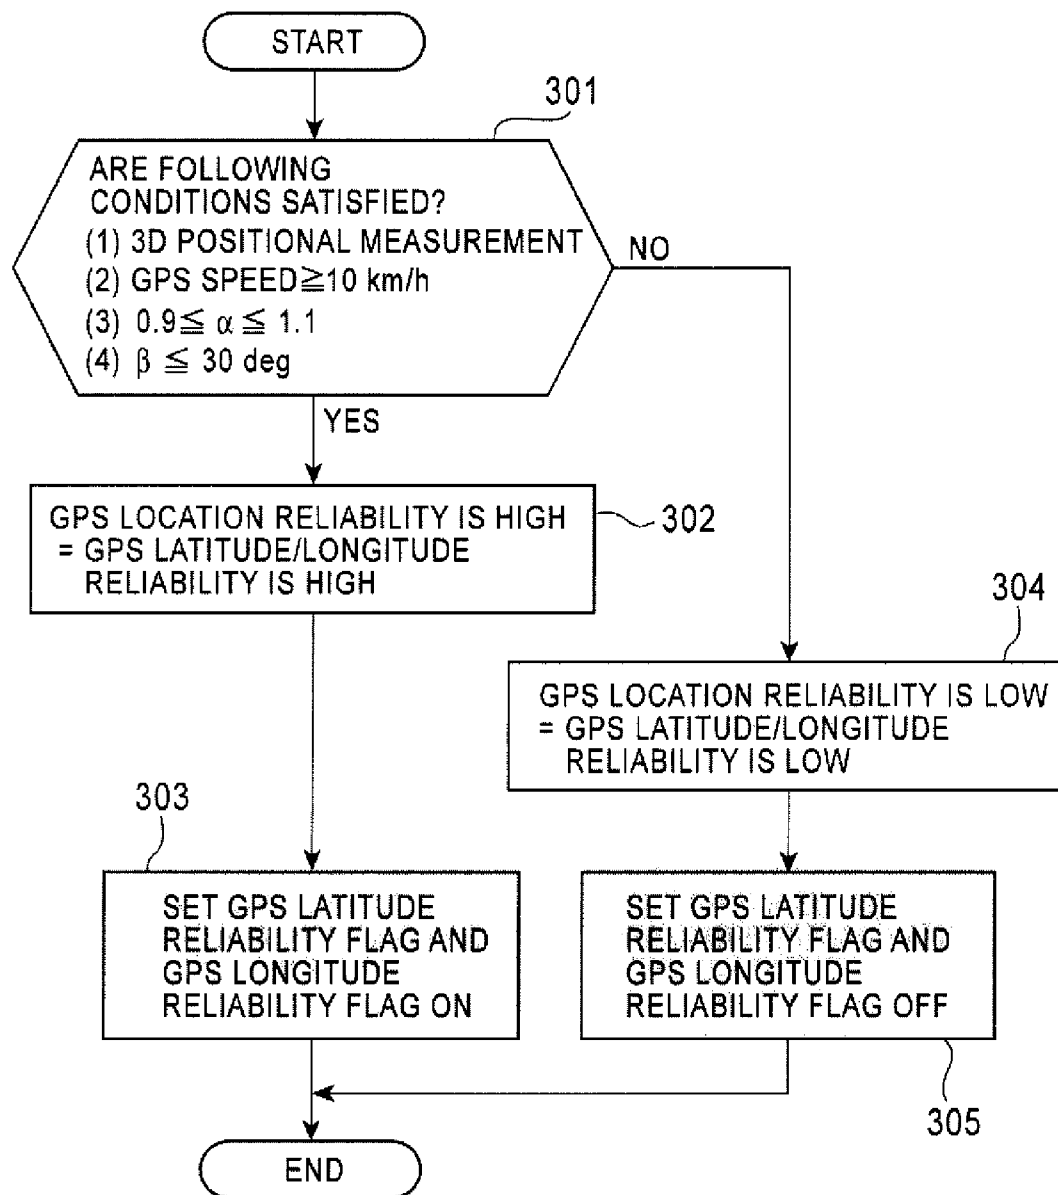 START
301
ARE FOLLOWING
CONDITIONS SATISFIED?
(1) 3D POSITIONAL MEASUREMENT
(2) GPS SPEED≧10 km/h
(3) 0.9≦ α ≦ 1.1
(4) β ≦ 30 deg
NO
YES
GPS LOCATION RELIABILITY IS HIGH
= GPS LATITUDE/LONGITUDE
RELIABILITY IS HIGH
302
304
GPS LOCATION RELIABILITY IS LOW
= GPS LATITUDE/LONGITUDE
RELIABILITY IS LOW
303
SET GPS LATITUDE
RELIABILITY FLAG AND
GPS LONGITUDE
RELIABILITY FLAG ON
SET GPS LATITUDE
RELIABILITY FLAG AND
GPS LONGITUDE
RELIABILITY FLAG OFF
305
END